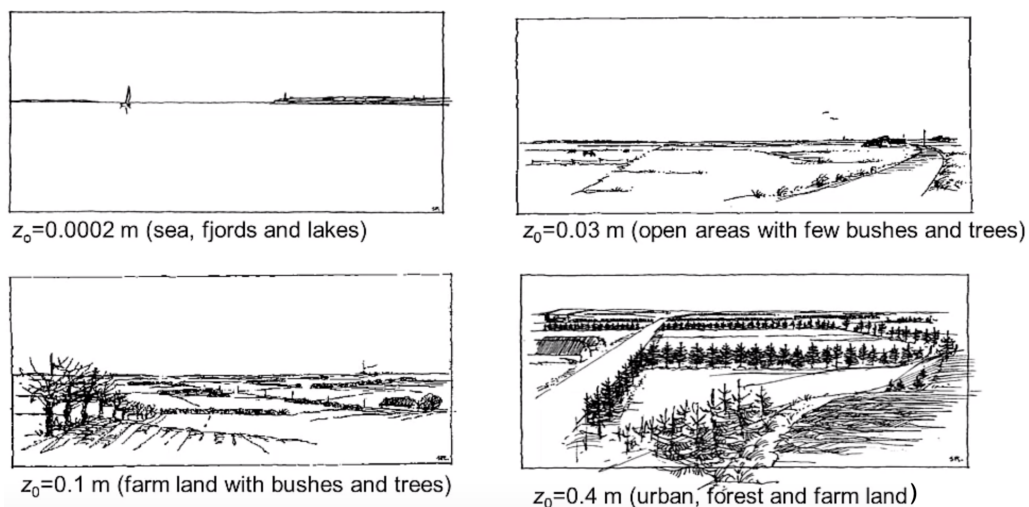 z₀=0.0002 m (sea, fjords and lakes)
z₀=0.03 m (open areas with few bushes and trees)
z₀=0.1 m (farm land with bushes and trees)
z₀=0.4 m (urban, forest and farm land)